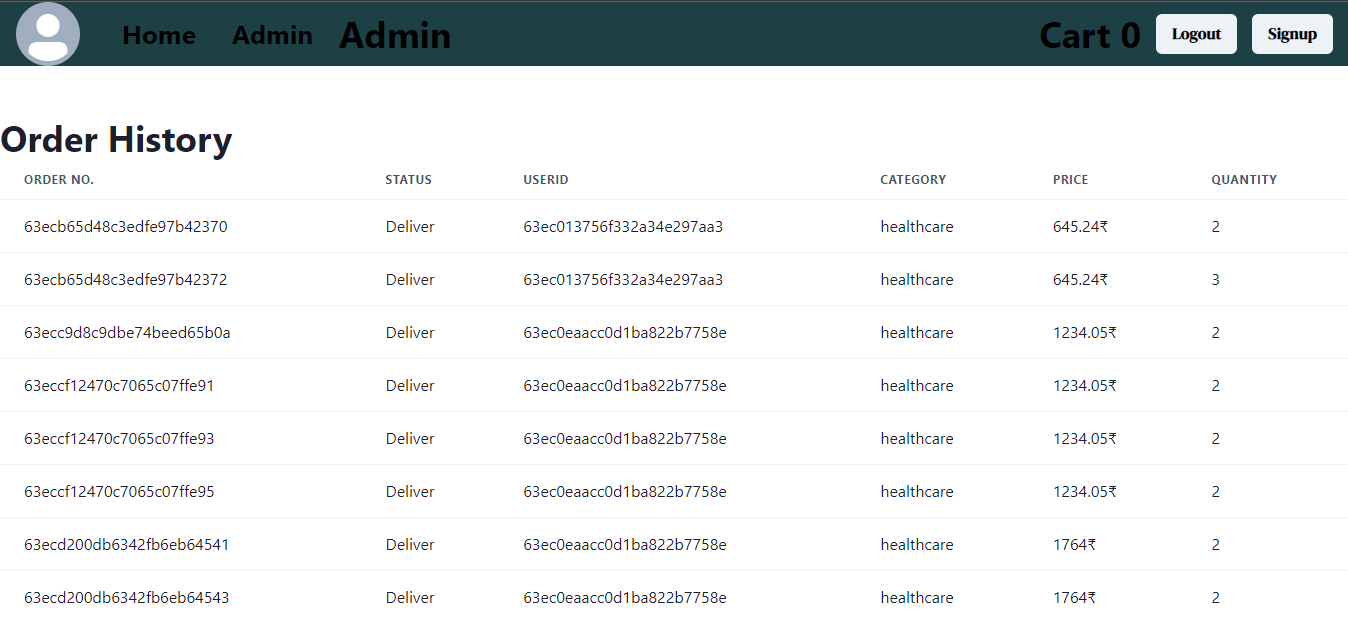 Home Admin Admin Cart 0 Logout Signup
Order History
ORDER NO. STATUS USERID CATEGORY PRICE QUANTITY
63ecb65d48c3edfe97b42370 Deliver 63ec013756f332a34e297aa3 healthcare 645.24₹ 2
63ecb65d48c3edfe97b42372 Deliver 63ec013756f332a34e297aa3 healthcare 645.24₹ 3
63ecc9d8c9dbe74beed65b0a Deliver 63ec0eaacc0d1ba822b7758e healthcare 1234.05₹ 2
63eccf12470c7065c07ffe91 Deliver 63ec0eaacc0d1ba822b7758e healthcare 1234.05₹ 2
63eccf12470c7065c07ffe93 Deliver 63ec0eaacc0d1ba822b7758e healthcare 1234.05₹ 2
63eccf12470c7065c07ffe95 Deliver 63ec0eaacc0d1ba822b7758e healthcare 1234.05₹ 2
63ecd200db6342fb6eb64541 Deliver 63ec0eaacc0d1ba822b7758e healthcare 1764₹ 2
63ecd200db6342fb6eb64543 Deliver 63ec0eaacc0d1ba822b7758e healthcare 1764₹ 2